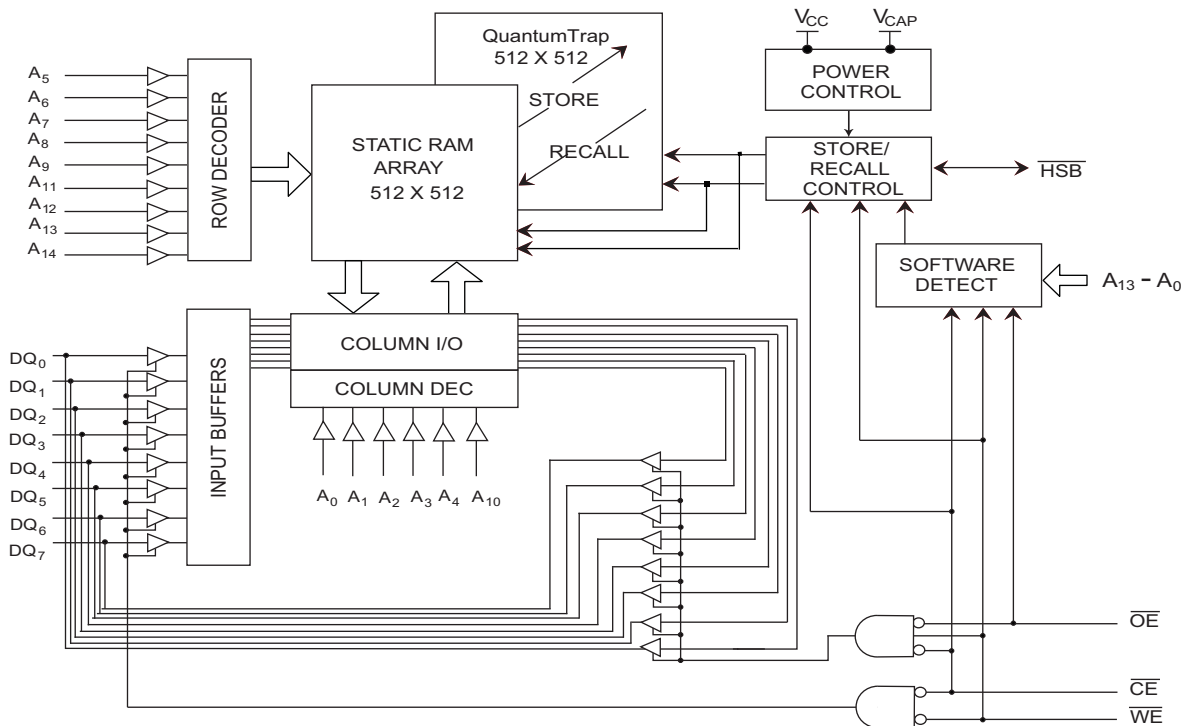 VCC
VCAP
QuantumTrap
512 X 512
POWER
CONTROL
A5
A6
A7
A8
A9
A11
A12
A13
A14
ROW DECODER
STATIC RAM
ARRAY
512 X 512
STORE
RECALL
STORE/
RECALL
CONTROL
HSB
SOFTWARE
DETECT
A13 – A0
DQ0
DQ1
DQ2
DQ3
DQ4
DQ5
DQ6
DQ7
INPUT BUFFERS
COLUMN I/O
COLUMN DEC
A0 A1 A2 A3 A4 A10
OE
CE
WE